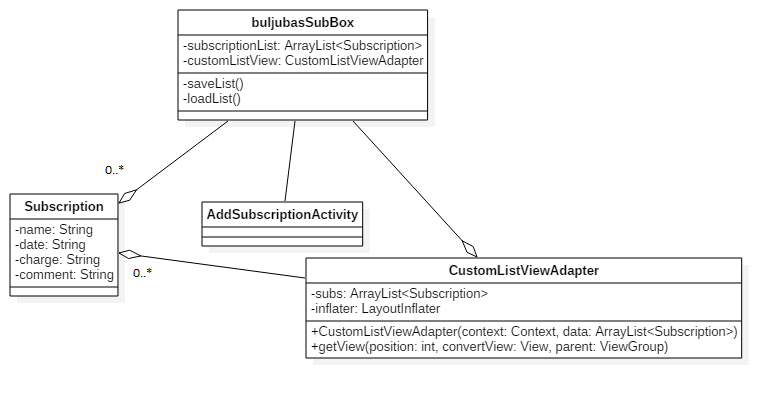 buljubasSubBox
-subscriptionList: ArrayList<Subscription>
-customListView: CustomListViewAdapter
-saveList()
-loadList()
0..*
Subscription
-name: String
-date: String
-charge: String
-comment: String
AddSubscriptionActivity
0..*
CustomListViewAdapter
-subs: ArrayList<Subscription>
-inflater: LayoutInflater
+CustomListViewAdapter(context: Context, data: ArrayList<Subscription>)
+getView(position: int, convertView: View, parent: ViewGroup)